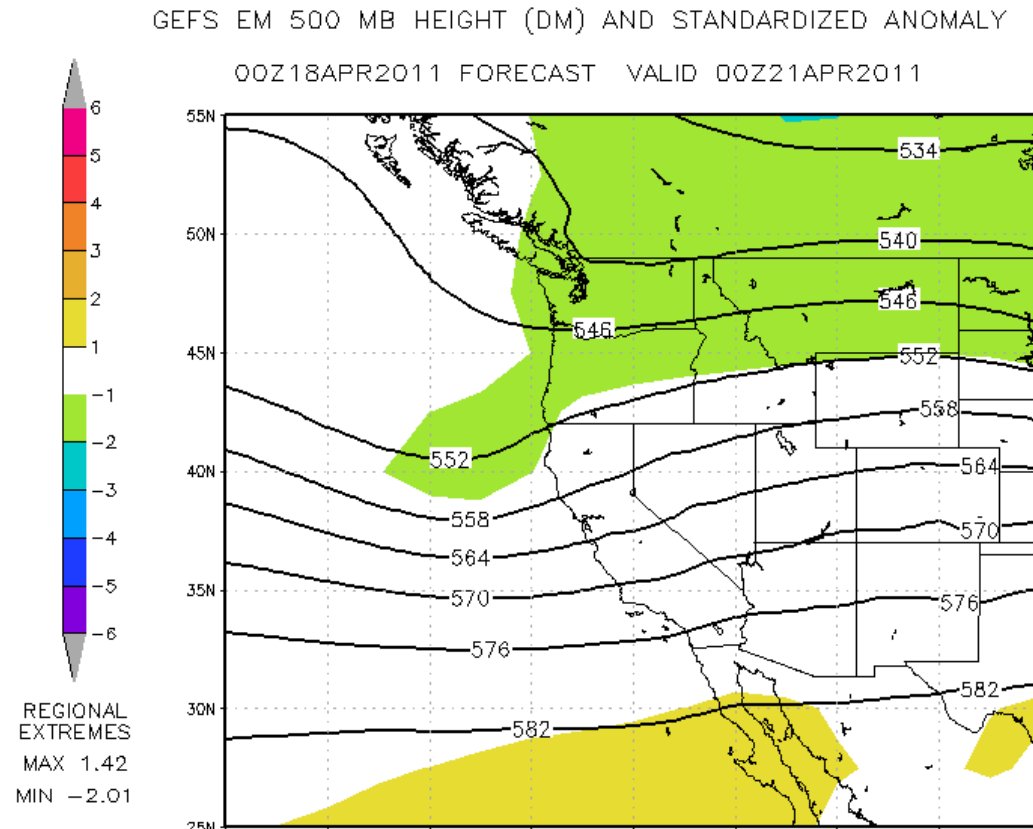 GEFS EM 500 MB HEIGHT (DM) AND STANDARDIZED ANOMALY
00Z18APR2011 FORECAST VALID 00Z21APR2011
6
5
4
3
2
1
−1
−2
−3
−4
−5
−6
REGIONAL
EXTREMES
MAX 1.42
MIN −2.01
55N
50N
45N
40N
35N
30N
25N
534
540
546
546
552
552
558
558
564
564
570
570
576
576
582
582